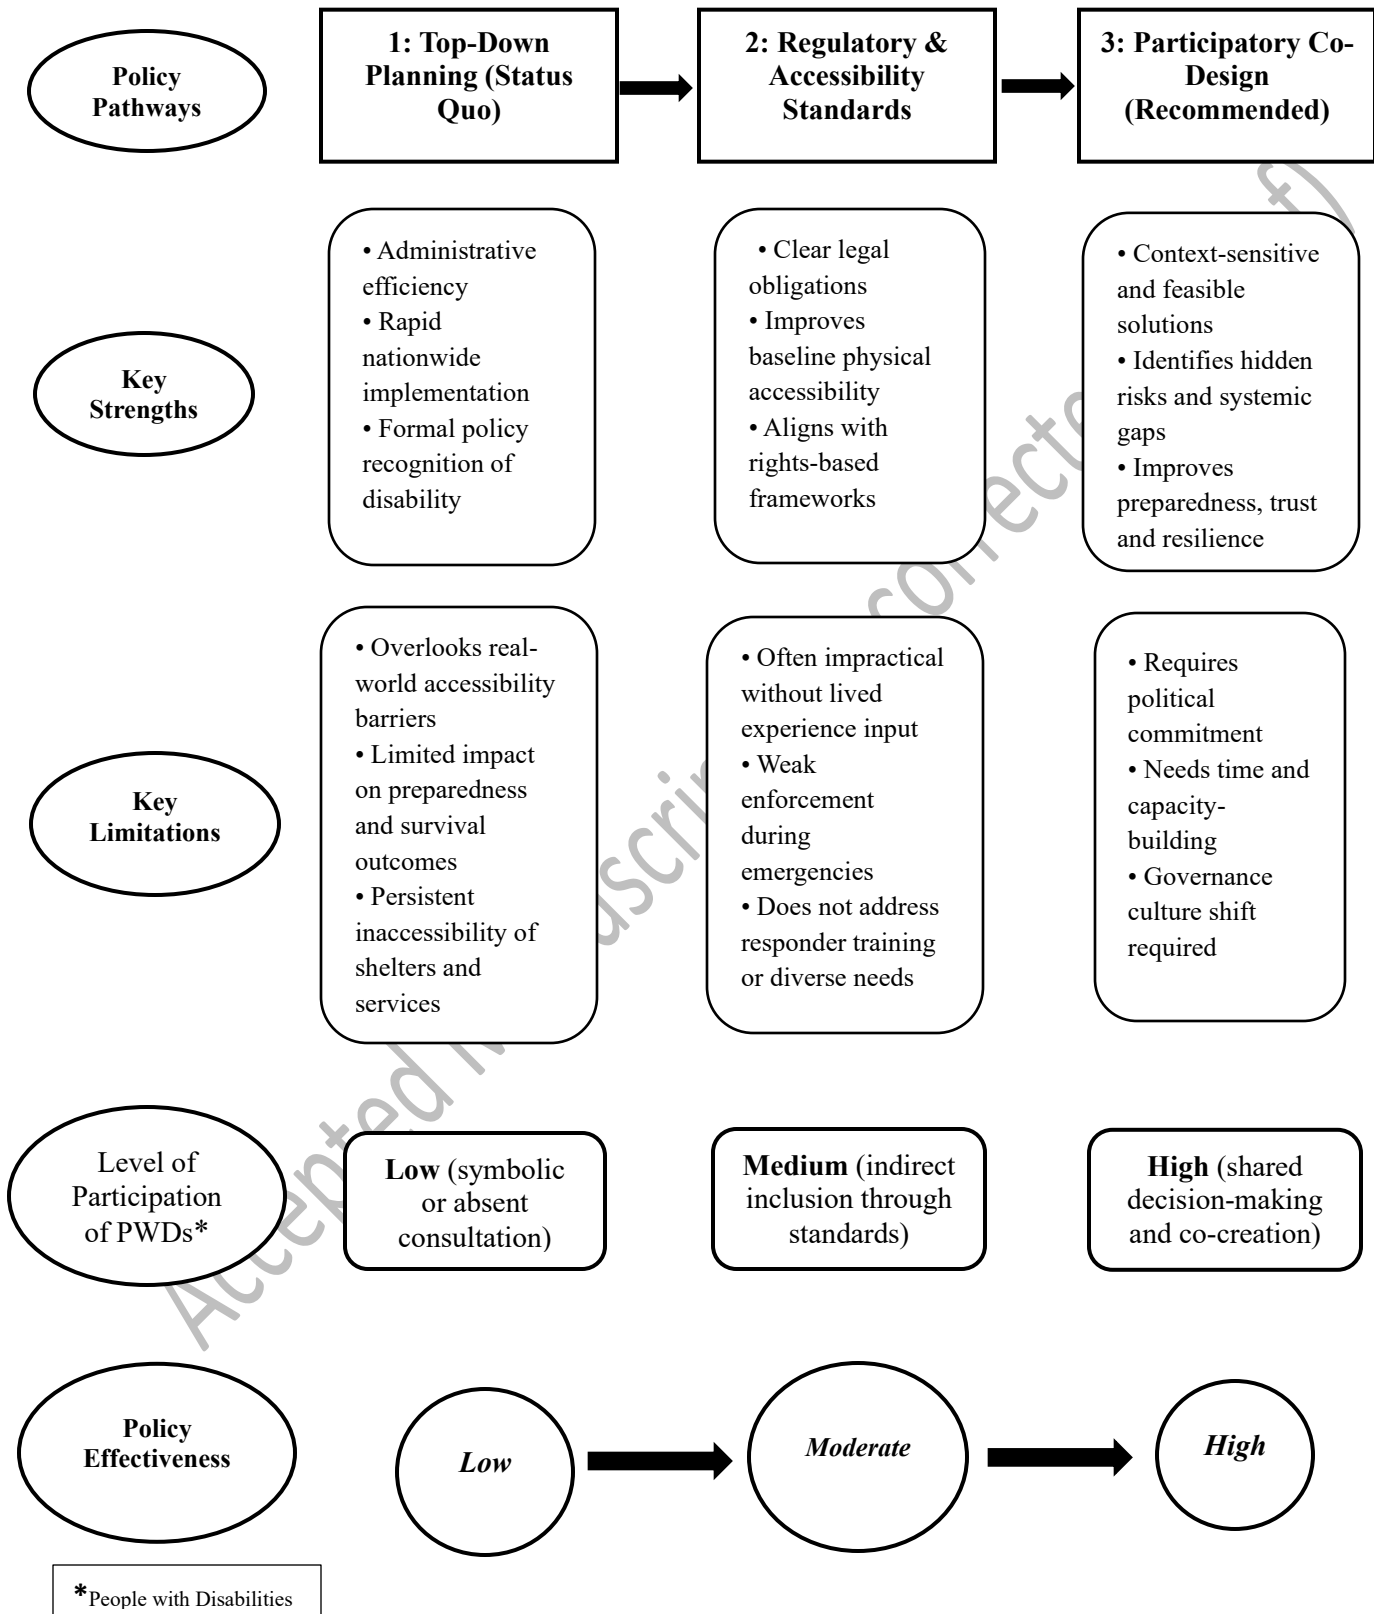 Policy
Pathways
1: Top-Down
Planning (Status
Quo)
2: Regulatory &
Accessibility
Standards
3: Participatory Co-
Design
(Recommended)
Key
Strengths
• Administrative
efficiency
• Rapid
nationwide
implementation
• Formal policy
recognition of
disability
• Clear legal
obligations
• Improves
baseline physical
accessibility
• Aligns with
rights-based
frameworks
• Context-sensitive
and feasible
solutions
• Identifies hidden
risks and systemic
gaps
• Improves
preparedness, trust
and resilience
Key
Limitations
• Overlooks real-
world accessibility
barriers
• Limited impact
on preparedness
and survival
outcomes
• Persistent
inaccessibility of
shelters and
services
• Often impractical
without lived
experience input
• Weak
enforcement
during
emergencies
• Does not address
responder training
or diverse needs
• Requires
political
commitment
• Needs time and
capacity-
building
• Governance
culture shift
required
Level of
Participation
of PWDs*
Low (symbolic
or absent
consultation)
Medium (indirect
inclusion through
standards)
High (shared
decision-making
and co-creation)
Policy
Effectiveness
Low
Moderate
High
*People with Disabilities
Accepted